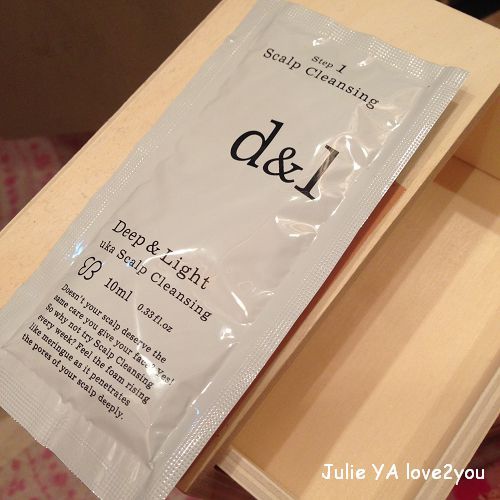 Step 1
Scalp Cleansing
d&l
Deep & Light
uka Scalp Cleansing
10ml 0.33fl.oz
Doesn't your scalp deserve the
same care you give your face? Yes!
So why not try Scalp Cleansing
every week? Feel the foam rising
like meringue as it penetrates
the pores of your scalp deeply.
Julie YA love2you